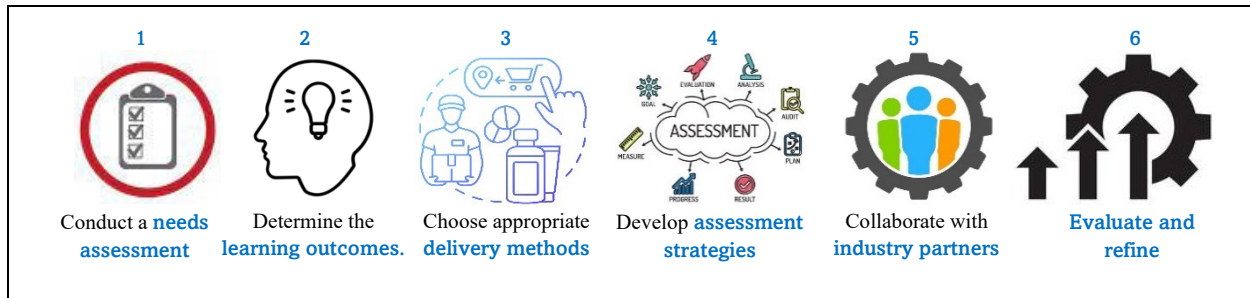 1
2
3
4
5
6
GOAL
EVALUATION
ANALYSIS
AUDIT
ASSESSMENT
MEASURE
PLAN
PROGRESS
RESULT
Conduct a needs
assessment
Determine the
learning outcomes.
Choose appropriate
delivery methods
Develop assessment
strategies
Collaborate with
industry partners
Evaluate and
refine